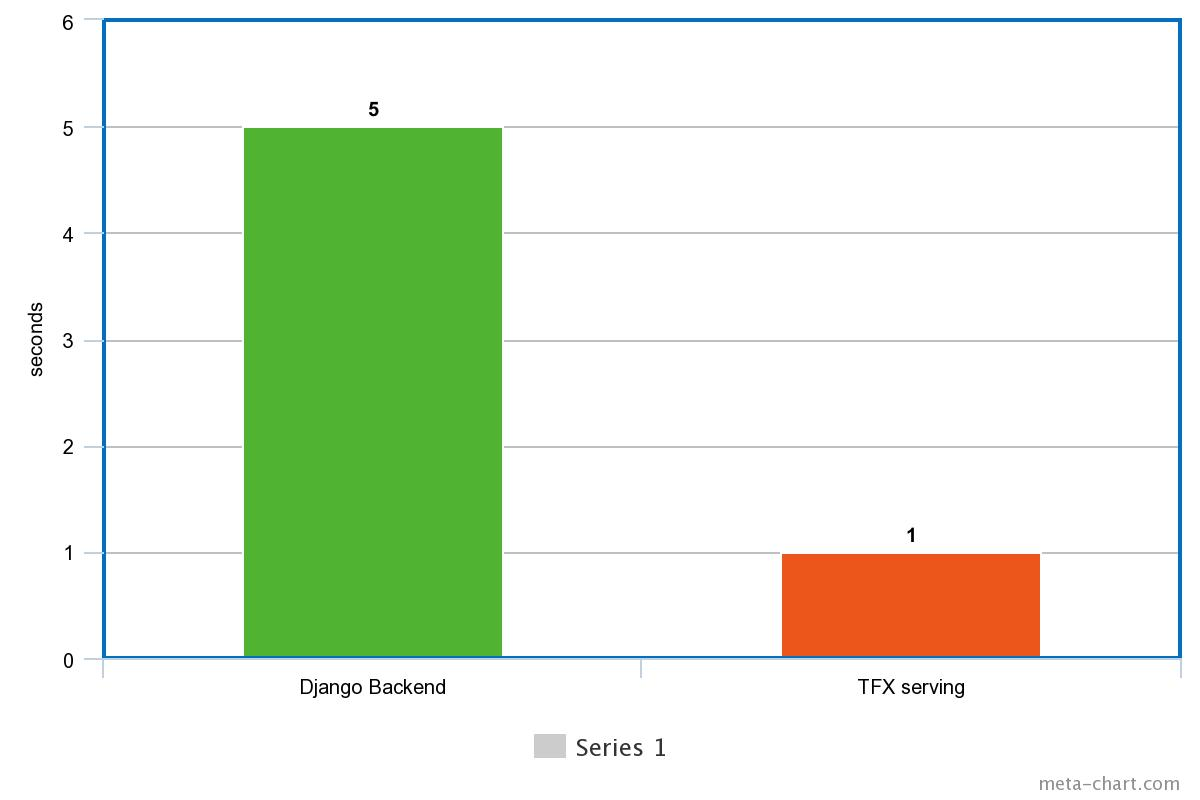 6
5
5
4
seconds
3
2
1
1
0
Django Backend
TFX serving
Series 1
meta-chart.com